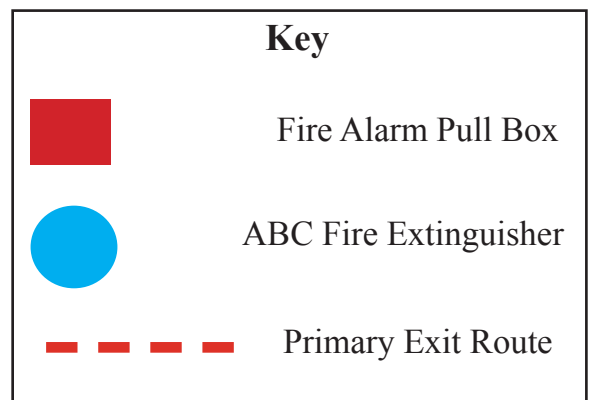 Key
Fire Alarm Pull Box
ABC Fire Extinguisher
Primary Exit Route